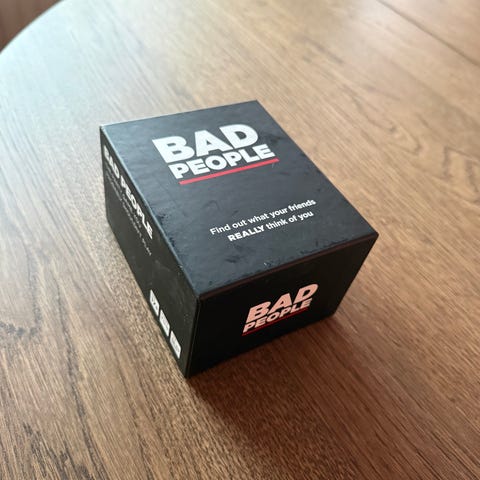 BAD
PEOPLE
Find out what your friends
REALLY think of you
BAD PEOPLE
BAD
PEOPLE